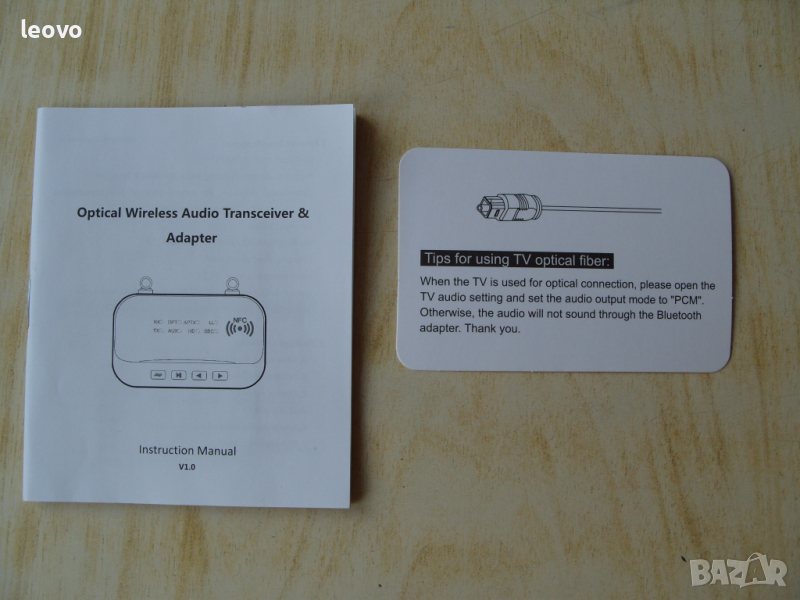 leovo
Optical Wireless Audio Transceiver &
Adapter
NFC
Instruction Manual
V1.0
Tips for using TV optical fiber:
When the TV is used for optical connection, please open the
TV audio setting and set the audio output mode to "PCM".
Otherwise, the audio will not sound through the Bluetooth
adapter. Thank you.
BAZAR